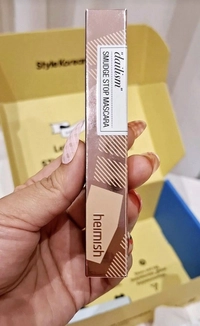 StyleKorean
"dailism"
SMUDGE STOP MASCARA
heimish